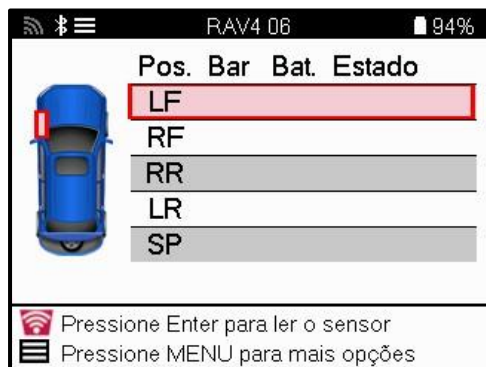 RAV4 06 94%
Pos. Bar Bat. Estado
LF
RF
RR
LR
SP
Pressione Enter para ler o sensor
Pressione MENU para mais opções